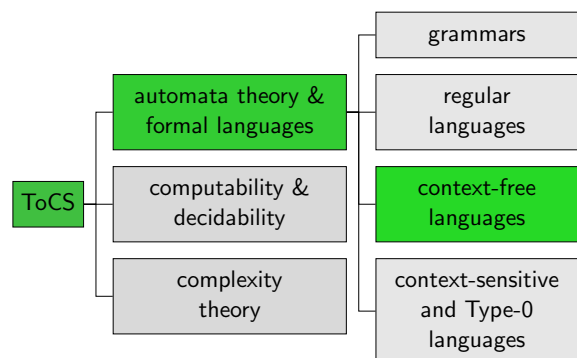 ToCS
automata theory &
formal languages
computability &
decidability
complexity
theory
grammars
regular
languages
context-free
languages
context-sensitive
and Type-0
languages